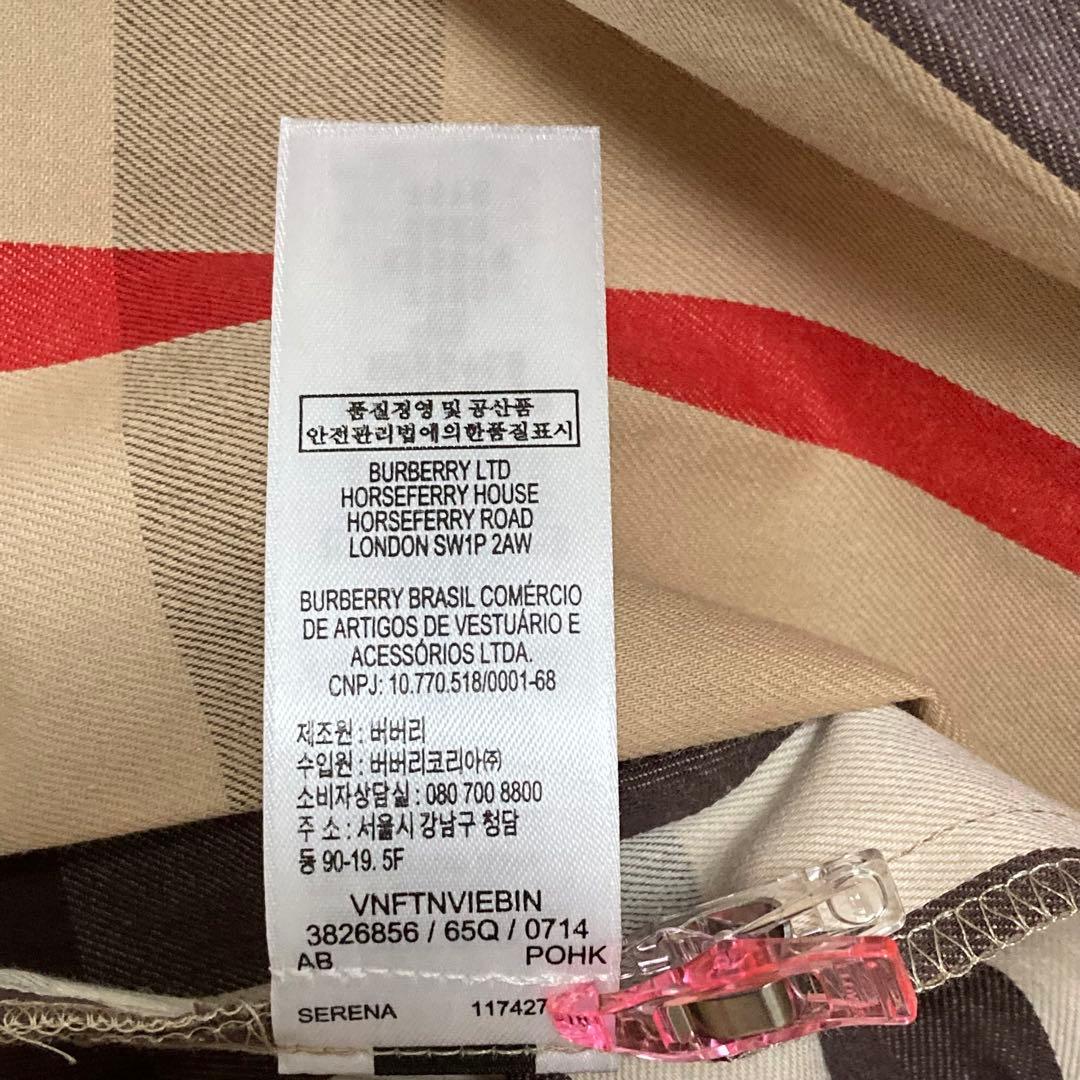 품질정영 및 공산품
안전관리법에의한품질표시
BURBERRY LTD
HORSEFERRY HOUSE
HORSEFERRY ROAD
LONDON SW1P 2AW
BURBERRY BRASIL COMÉRCIO
DE ARTIGOS DE VESTUÁRIO E
ACESSÓRIOS LTDA.
CNPJ: 10.770.518/0001-68
제조원 : 버버리
수입원 : 버버리코리아㈜
소비자상담실 : 080 700 8800
주 소 : 서울시 강남구 청담
동 90-19. 5F
VNFTNVIEBIN
3826856 / 65Q / 0714
AB POHK
SERENA 117427